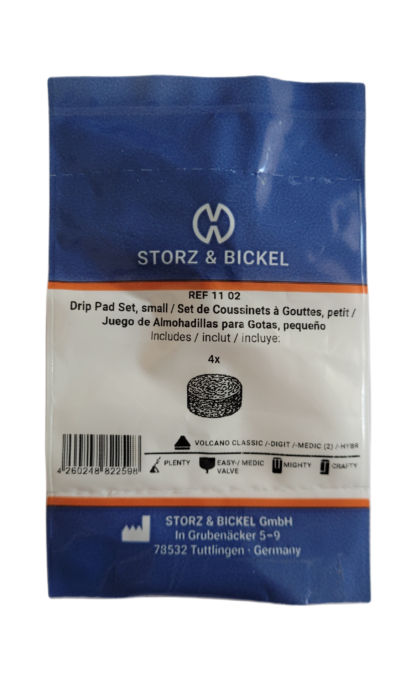 STORZ & BICKEL
REF 11 02
Drip Pad Set, small / Set de Coussinets à Gouttes, petit /
Juego de Almohadillas para Gotas, pequeño
Includes / inclut / incluye:
4x
VOLCANO CLASSIC /-DIGIT /-MEDIC (2) /-HYBR
4 260248 822598
PLENTY
EASY-/ MEDIC
VALVE
MIGHTY
CRAFTY
STORZ & BICKEL GmbH
In Grubenäcker 5-9
78532 Tuttlingen · Germany